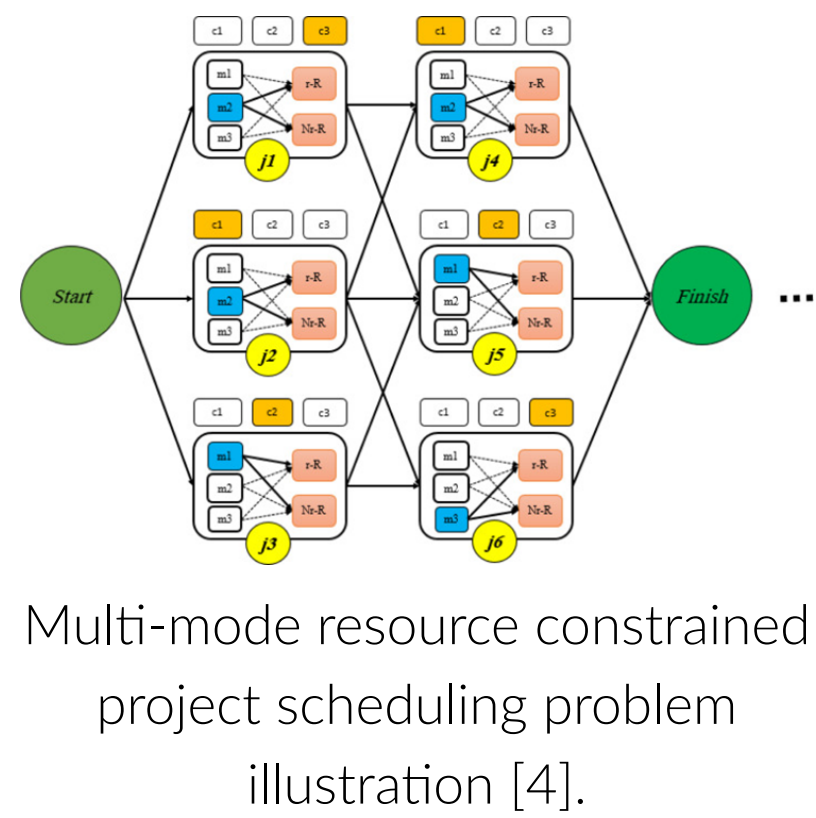 c1 c2 c3 c1 c2 c3
m1 r-R m1 r-R
m2 m2
m3 Nr-R m3 Nr-R
j1 j4
c1 c2 c3 c1 c2 c3
m1 r-R m1 r-R
Start m2 m2 Finish ...
m3 Nr-R m3 Nr-R
j2 j5
c1 c2 c3 c1 c2 c3
m1 r-R m1 r-R
m2 m2
m3 Nr-R m3 Nr-R
j3 j6
Multi-mode resource constrained
project scheduling problem
illustration [4].